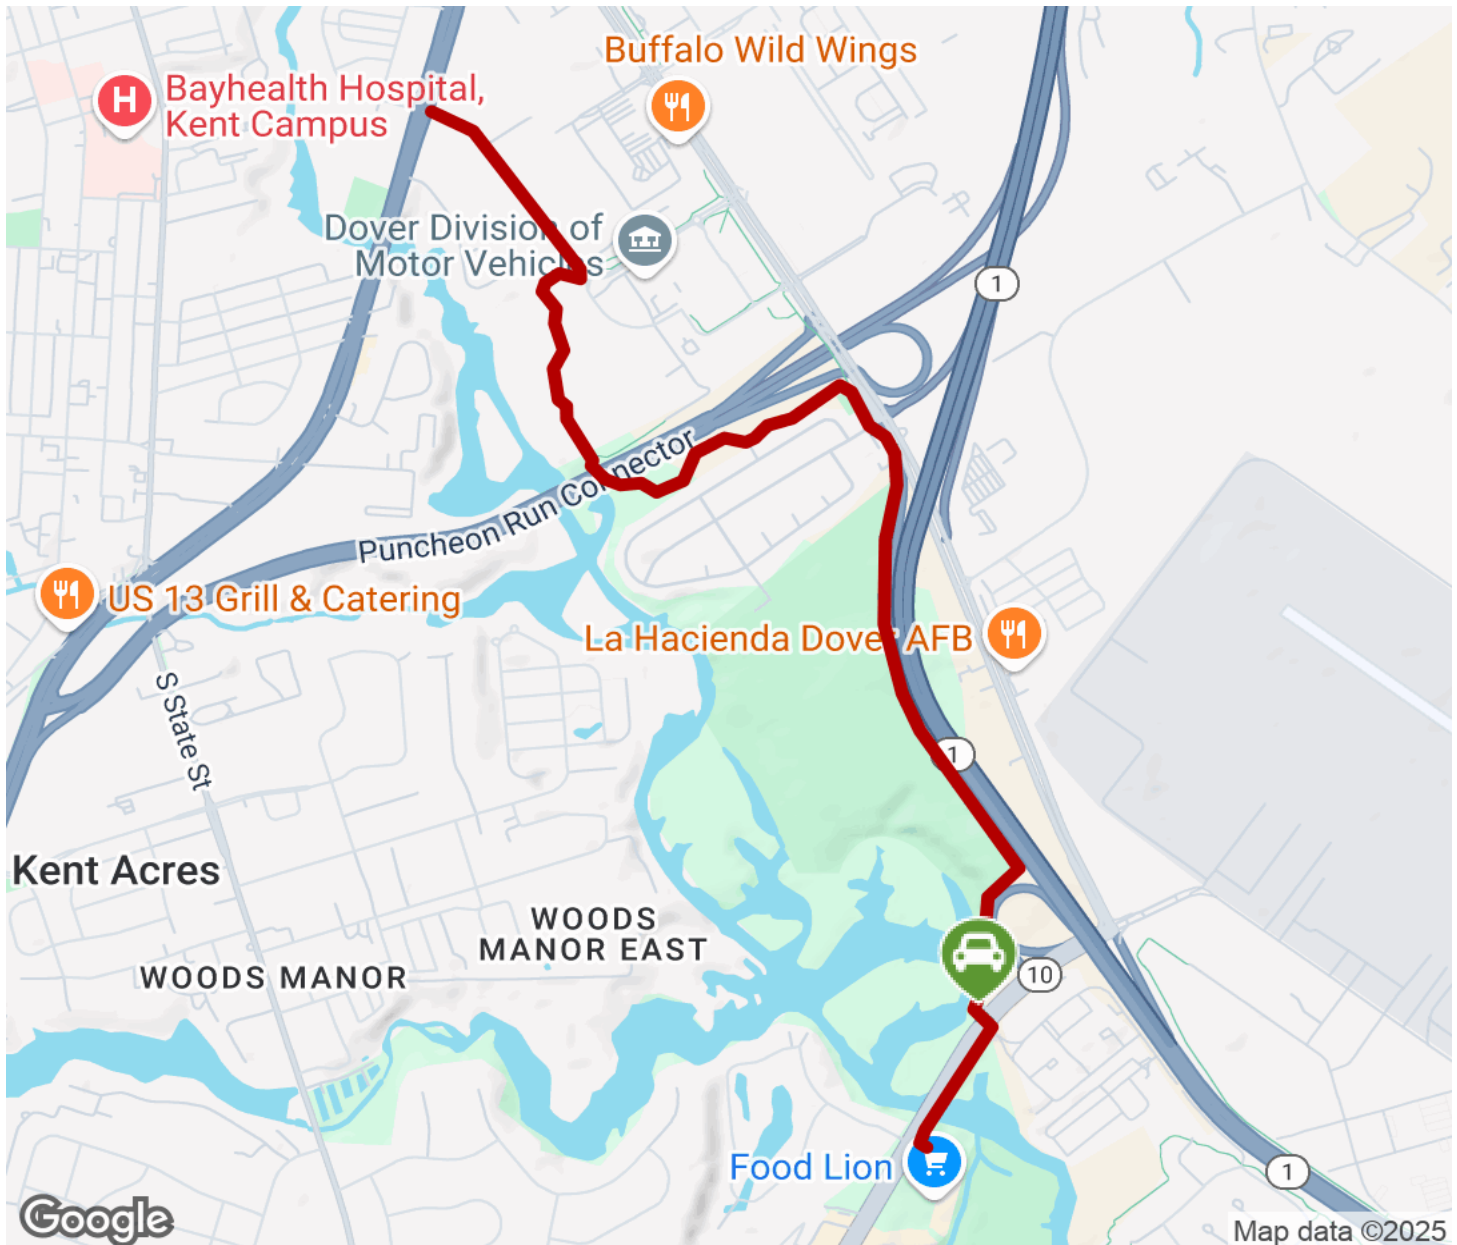 Buffalo Wild Wings
H
Bayhealth Hospital,
Kent Campus
Dover Division of
Motor Vehicles
1
Puncheon Run Connector
US 13 Grill & Catering
La Hacienda Dover AFB
S State St
1
Kent Acres
WOODS
MANOR EAST
WOODS MANOR
10
Food Lion
1
Google
Map data ©2025